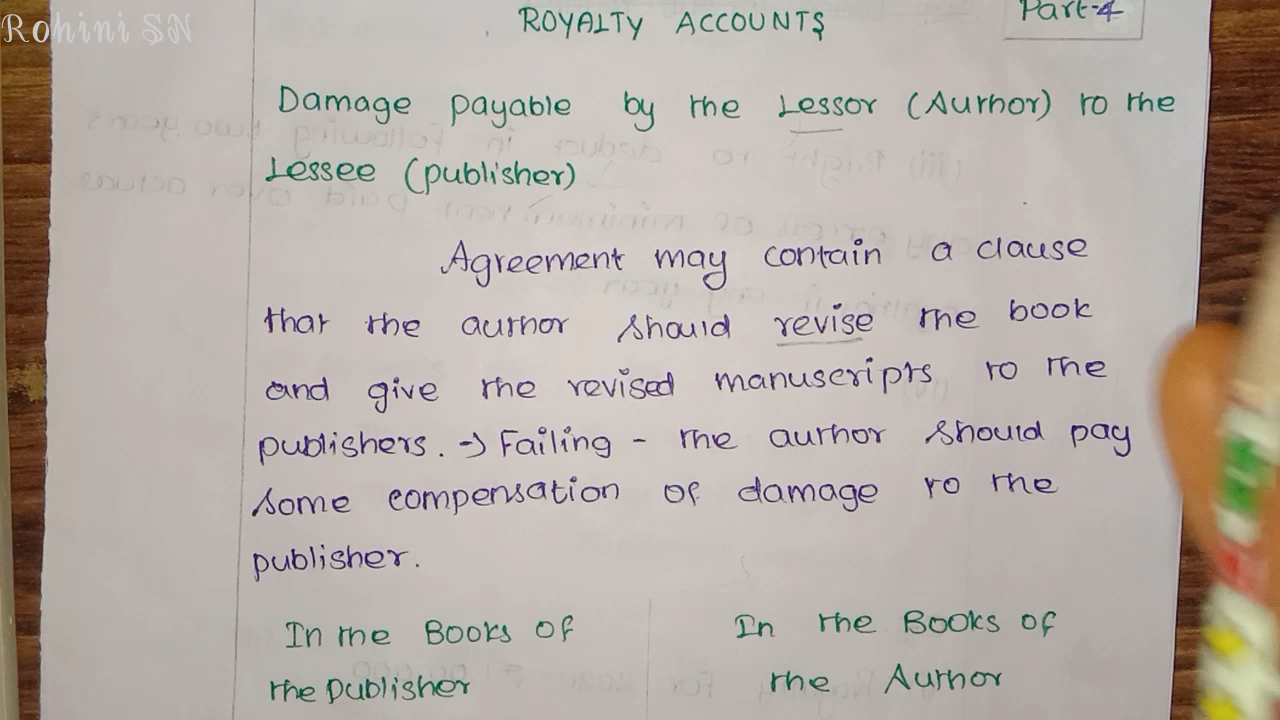 Rohini SN
ROYALTY ACCOUNTS
Part-4
Damage payable by the Lessor (Author) to the
Lessee (publisher)
Agreement may contain a clause
that the author should revise the book
and give the revised manuscripts to the
publishers. → Failing - the author should pay
some compensation of damage to the
publisher.
In the Books of
the publisher
In the Books of
the Author